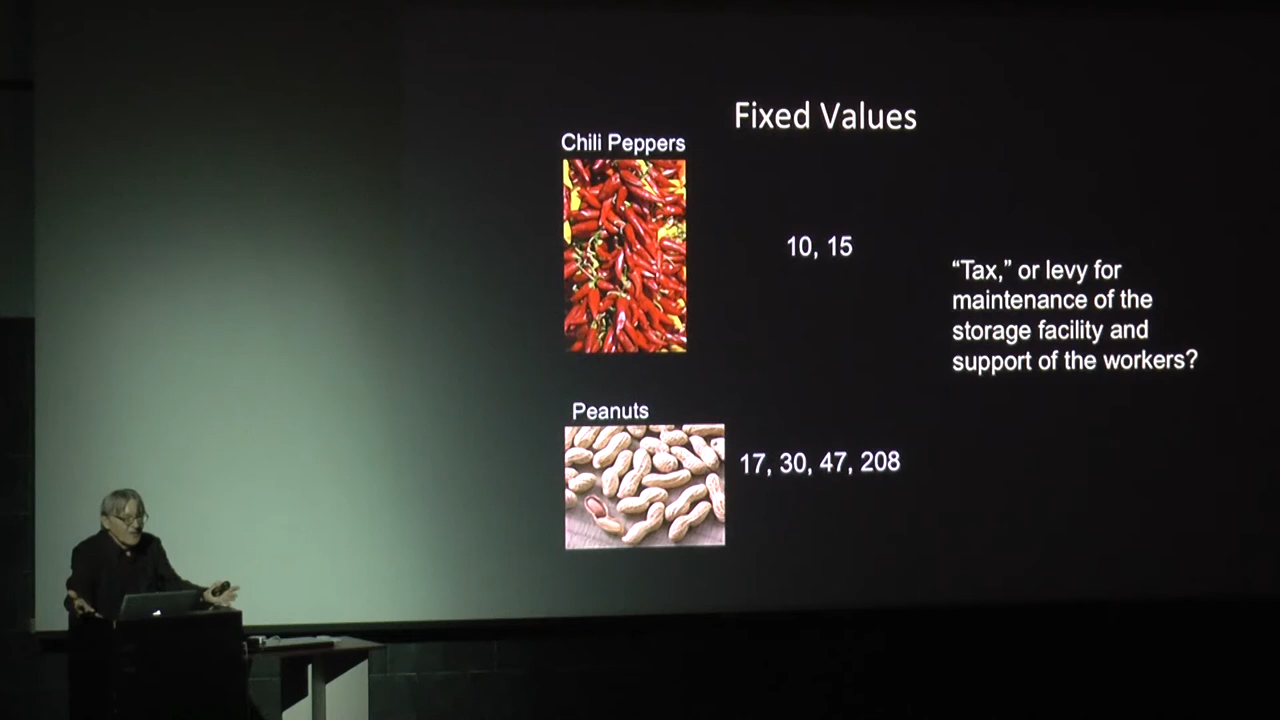 Fixed Values
Chili Peppers
10, 15
“Tax,” or levy for
maintenance of the
storage facility and
support of the workers?
Peanuts
17, 30, 47, 208